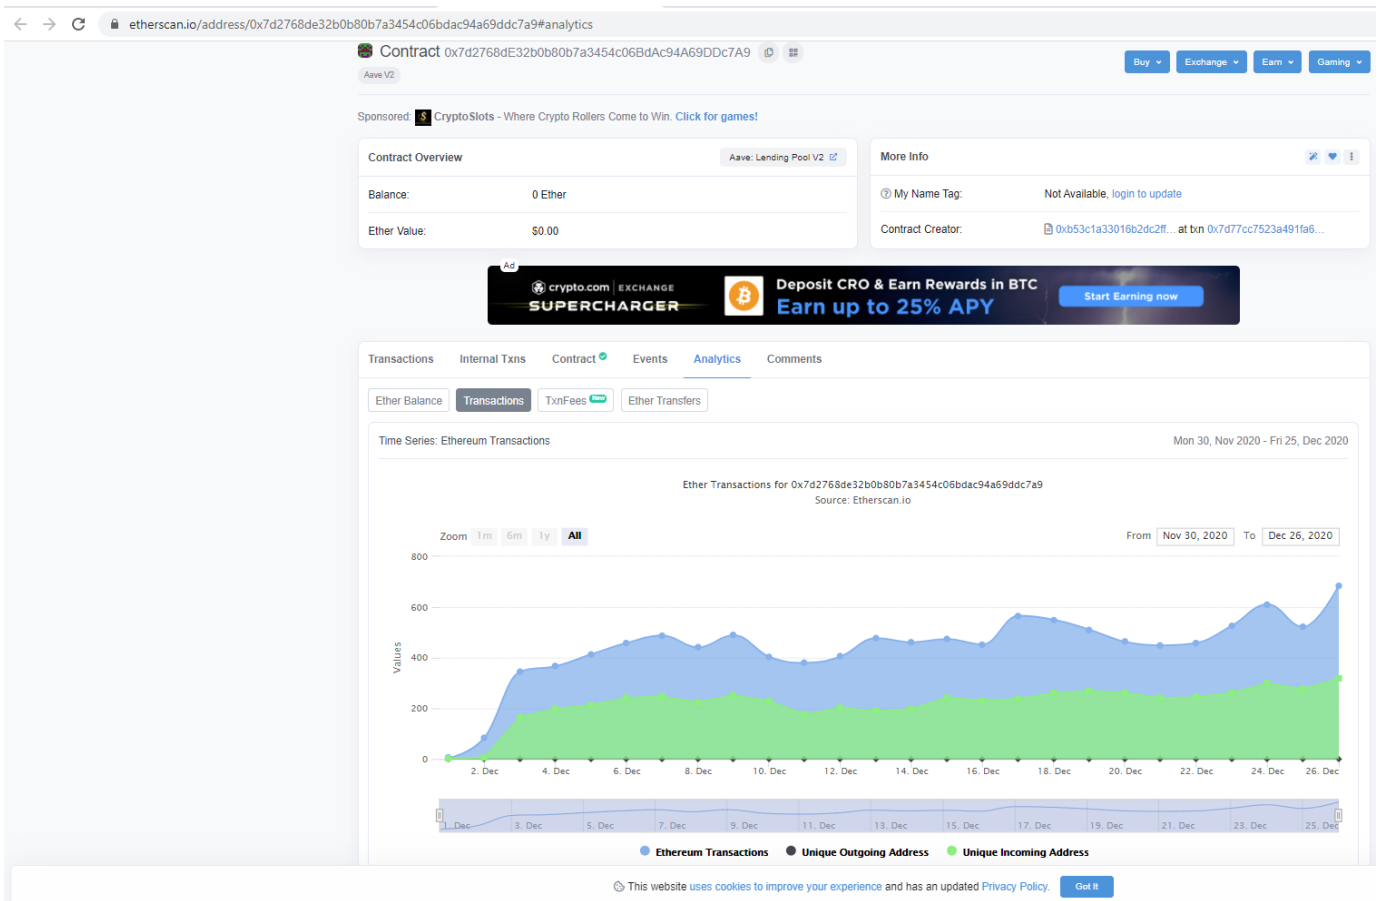 etherscan.io/address/0x7d2768de32b0b80b7a3454c06bdac94a69ddc7a9#analytics
Contract 0x7d2768dE32b0b80b7a3454c06BdAc94A69DDc7A9
Buy Exchange Earn Gaming
Aave V2
Sponsored: $ CryptoSlots - Where Crypto Rollers Come to Win. Click for games!
Contract Overview Aave: Lending Pool V2
Balance: 0 Ether
Ether Value: $0.00
More Info
? My Name Tag: Not Available, login to update
Contract Creator: 0xb53c1a33016b2dc2ff... at txn 0x7d77cc7523a491fa6...
Ad
crypto.com | EXCHANGE
SUPERCHARGER
Deposit CRO & Earn Rewards in BTC
Earn up to 25% APY
Start Earning now
Transactions Internal Txns Contract Events Analytics Comments
Ether Balance Transactions TxnFees New Ether Transfers
Time Series: Ethereum Transactions Mon 30, Nov 2020 - Fri 25, Dec 2020
Ether Transactions for 0x7d2768de32b0b80b7a3454c06bdac94a69ddc7a9
Source: Etherscan.io
Zoom 1m 6m 1y All From Nov 30, 2020 To Dec 26, 2020
800
600
400
200
0
Values
2. Dec 4. Dec 6. Dec 8. Dec 10. Dec 12. Dec 14. Dec 16. Dec 18. Dec 20. Dec 22. Dec 24. Dec 26. Dec
1. Dec 3. Dec 5. Dec 7. Dec 9. Dec 11. Dec 13. Dec 15. Dec 17. Dec 19. Dec 21. Dec 23. Dec 25. Dec
Ethereum Transactions Unique Outgoing Address Unique Incoming Address
This website uses cookies to improve your experience and has an updated Privacy Policy. Got It